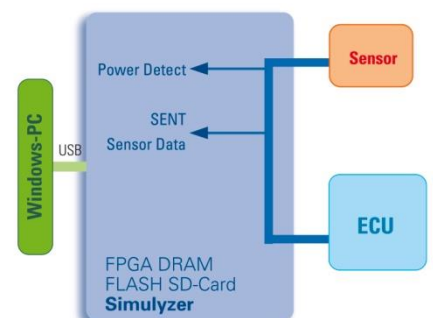 Windows-PC
USB
Power Detect
SENT
Sensor Data
FPGA DRAM
FLASH SD-Card
Simulyzer
Sensor
ECU